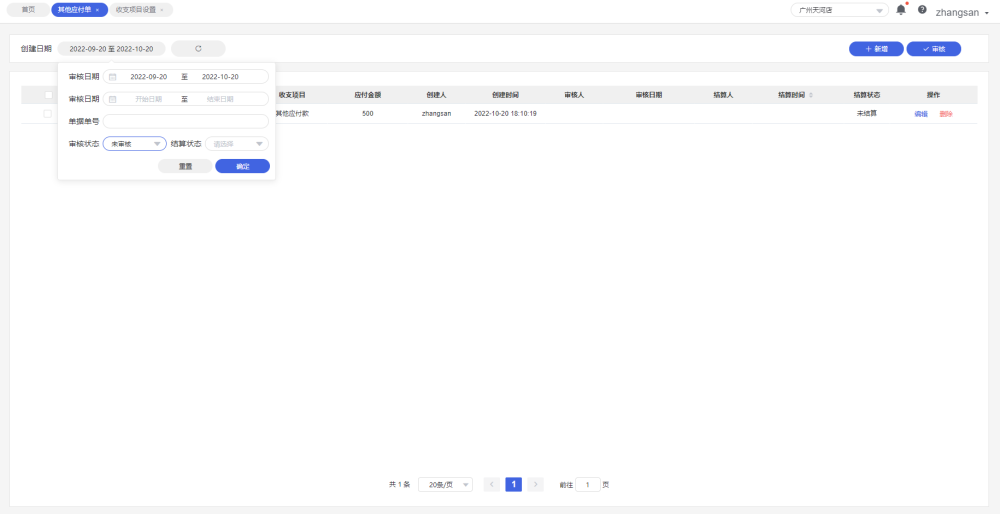 首页 其他应付单 × 收支项目设置 × 广州天河店 zhangsan
创建日期 2022-09-20 至 2022-10-20 + 新增 ✓ 审核
审核日期 2022-09-20 至 2022-10-20
收支项目 应付金额 创建人 创建时间 审核人 审核日期 结算人 结算时间 结算状态 操作
审核日期 开始日期 至 结束日期
其他应付款 500 zhangsan 2022-10-20 18:10:19 未结算 编辑 删除
单据单号
审核状态 未审核 结算状态 请选择
重置 确定
共 1 条 20条/页 < 1 > 前往 1 页